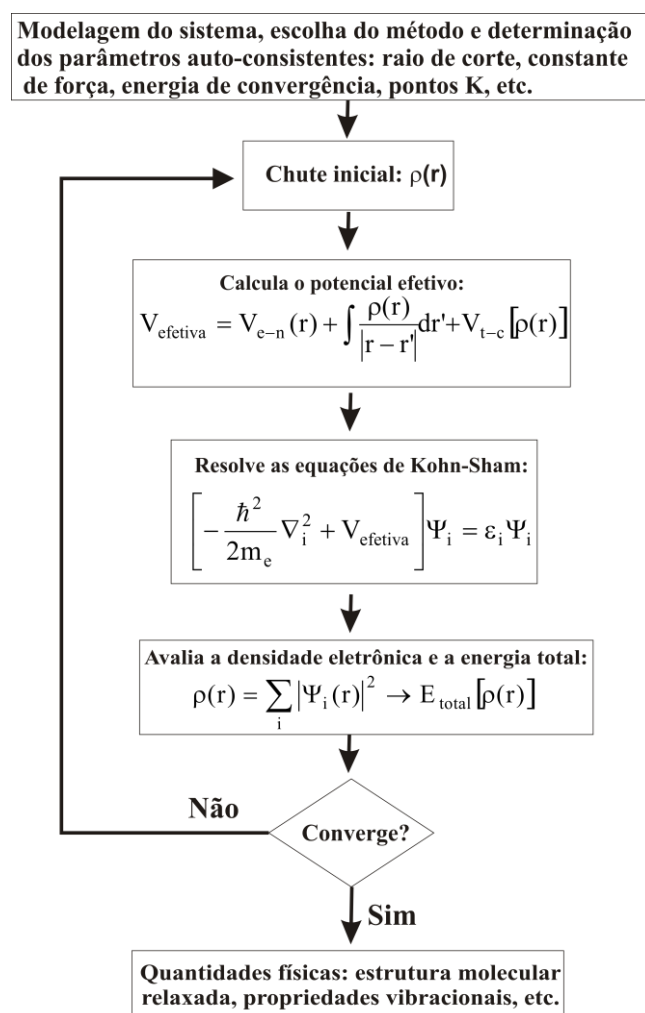 Modelagem do sistema, escolha do método e determinação
dos parâmetros auto-consistentes: raio de corte, constante
de força, energia de convergência, pontos K, etc.
Chute inicial: ρ(r)
Calcula o potencial efetivo:
V_efetiva = V_e−n (r) + ∫ ρ(r)/|r − r'| dr' + V_t−c [ρ(r)]
Resolve as equações de Kohn-Sham:
[− ℏ²/2m_e ∇_i² + V_efetiva] Ψ_i = ε_i Ψ_i
Avalia a densidade eletrônica e a energia total:
ρ(r) = ∑_i |Ψ_i (r)|² → E_total [ρ(r)]
Não
Converge?
Sim
Quantidades físicas: estrutura molecular
relaxada, propriedades vibracionais, etc.